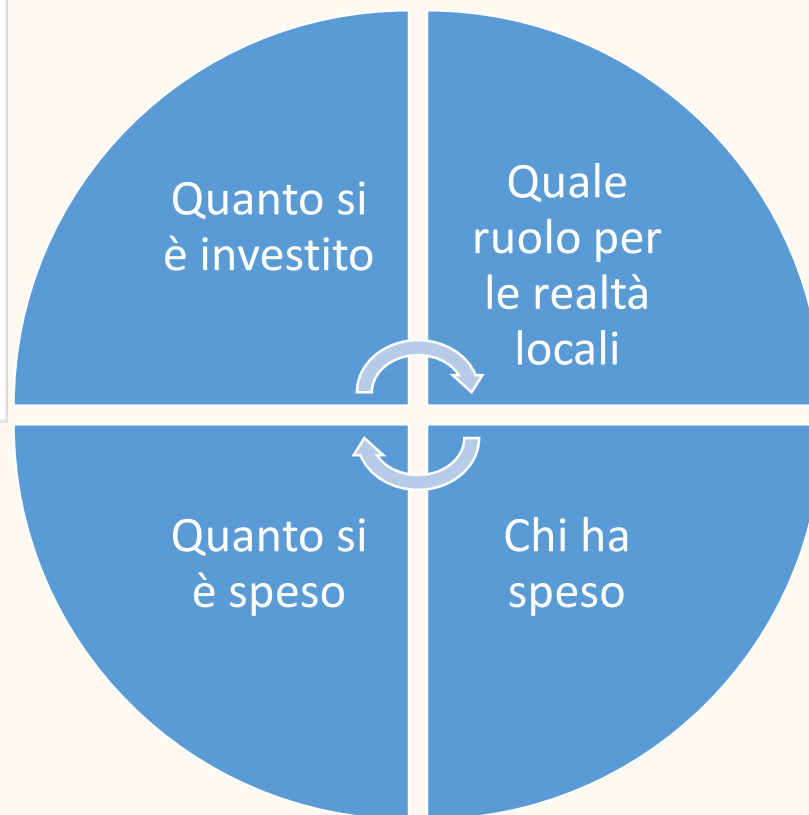 Quanto si
è investito
Quale
ruolo per
le realtà
locali
Quanto si
è speso
Chi ha
speso